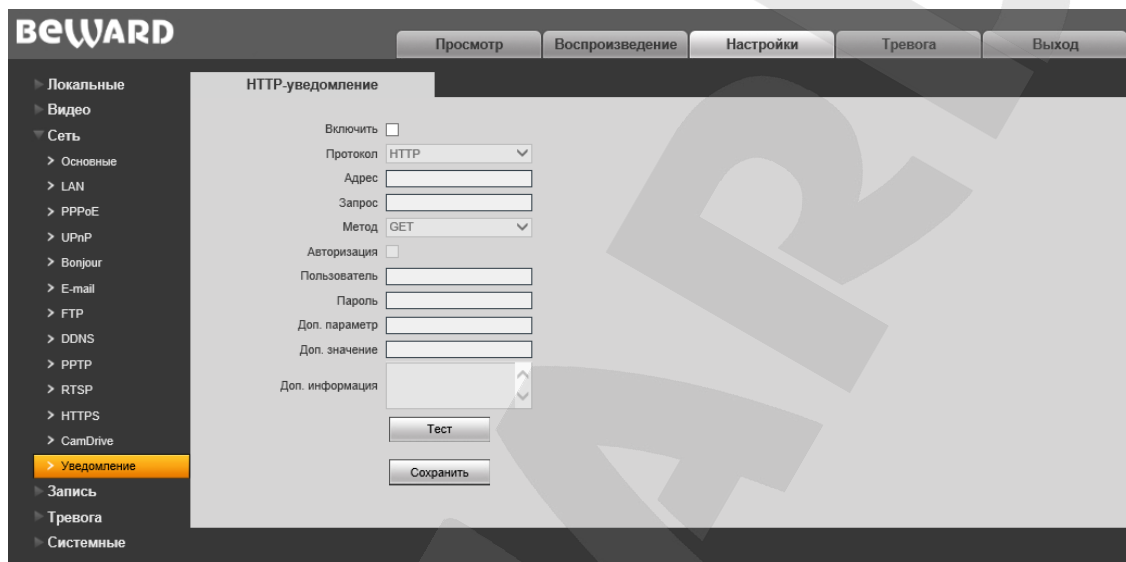 BEWARD
Просмотр Воспроизведение Настройки Тревога Выход
Локальные
Видео
Сеть
Основные
LAN
PPPoE
UPnP
Bonjour
E-mail
FTP
DDNS
PPTP
RTSP
HTTPS
CamDrive
Уведомление
Запись
Тревога
Системные
HTTP-уведомление
Включить
Протокол HTTP
Адрес
Запрос
Метод GET
Авторизация
Пользователь
Пароль
Доп. параметр
Доп. значение
Доп. информация
Тест
Сохранить